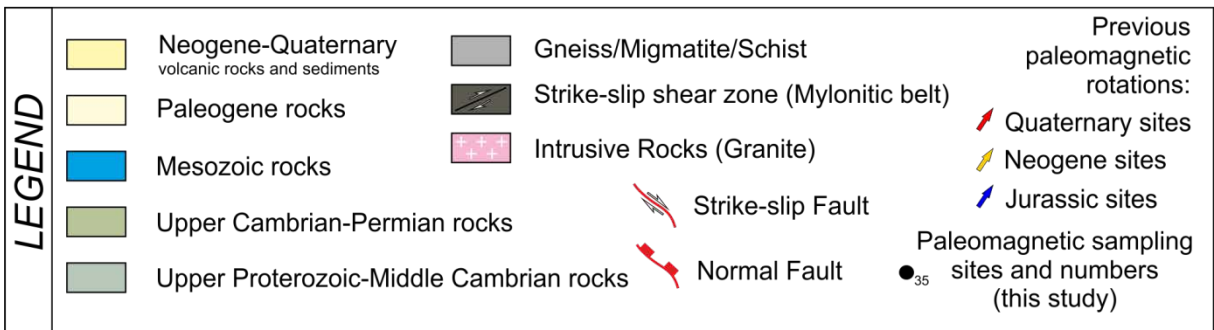 LEGEND
Neogene-Quaternary
volcanic rocks and sediments
Paleogene rocks
Mesozoic rocks
Upper Cambrian-Permian rocks
Upper Proterozoic-Middle Cambrian rocks
Gneiss/Migmatite/Schist
Strike-slip shear zone (Mylonitic belt)
Intrusive Rocks (Granite)
Strike-slip Fault
Normal Fault
Previous
paleomagnetic
rotations:
Quaternary sites
Neogene sites
Jurassic sites
Paleomagnetic sampling
sites and numbers
(this study)
35